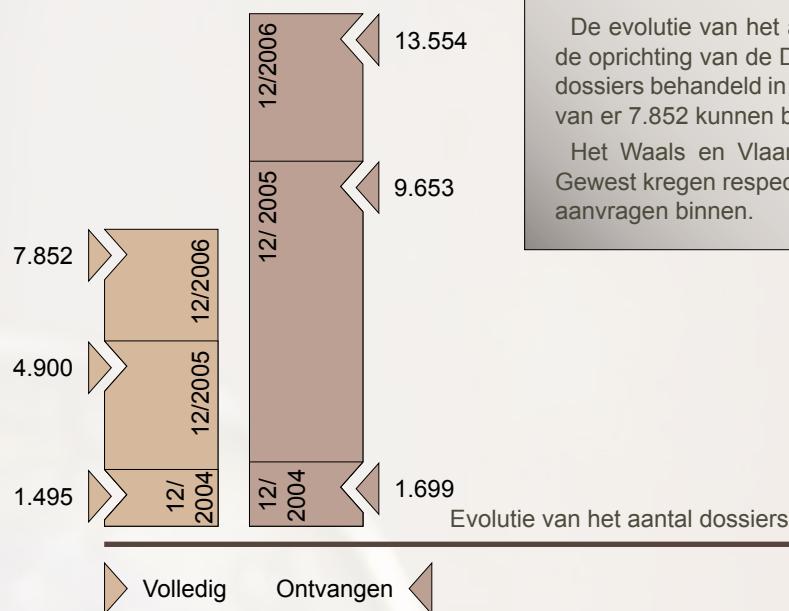 De evolutie van het
de oprichting van de
dossiers behandeld in
van er 7.852 kunnen
Het Waals en
Gewest kregen
aanvragen binnen.
13.554
12/2006
9.653
12/ 2005
7.852
12/2006
4.900
12/2005
1.495
12/
2004
12/
2004
1.699
Evolutie van het aantal dossiers
Volledig
Ontvangen